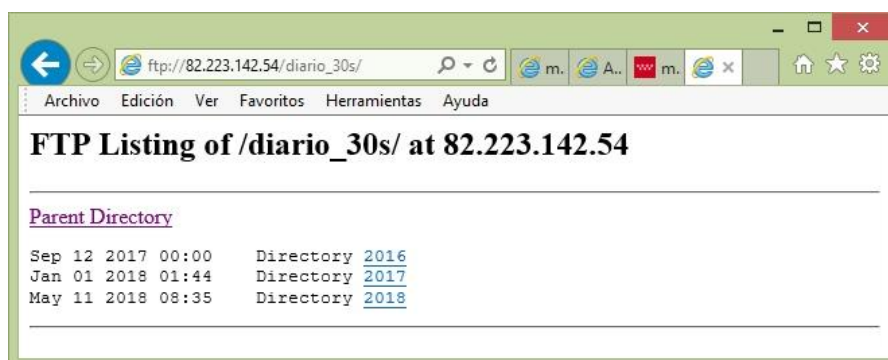 ftp://82.223.142.54/diario_30s/
m.
A..
m.
Archivo Edición Ver Favoritos Herramientas Ayuda
FTP Listing of /diario_30s/ at 82.223.142.54
Parent Directory
Sep 12 2017 00:00 Directory 2016
Jan 01 2018 01:44 Directory 2017
May 11 2018 08:35 Directory 2018